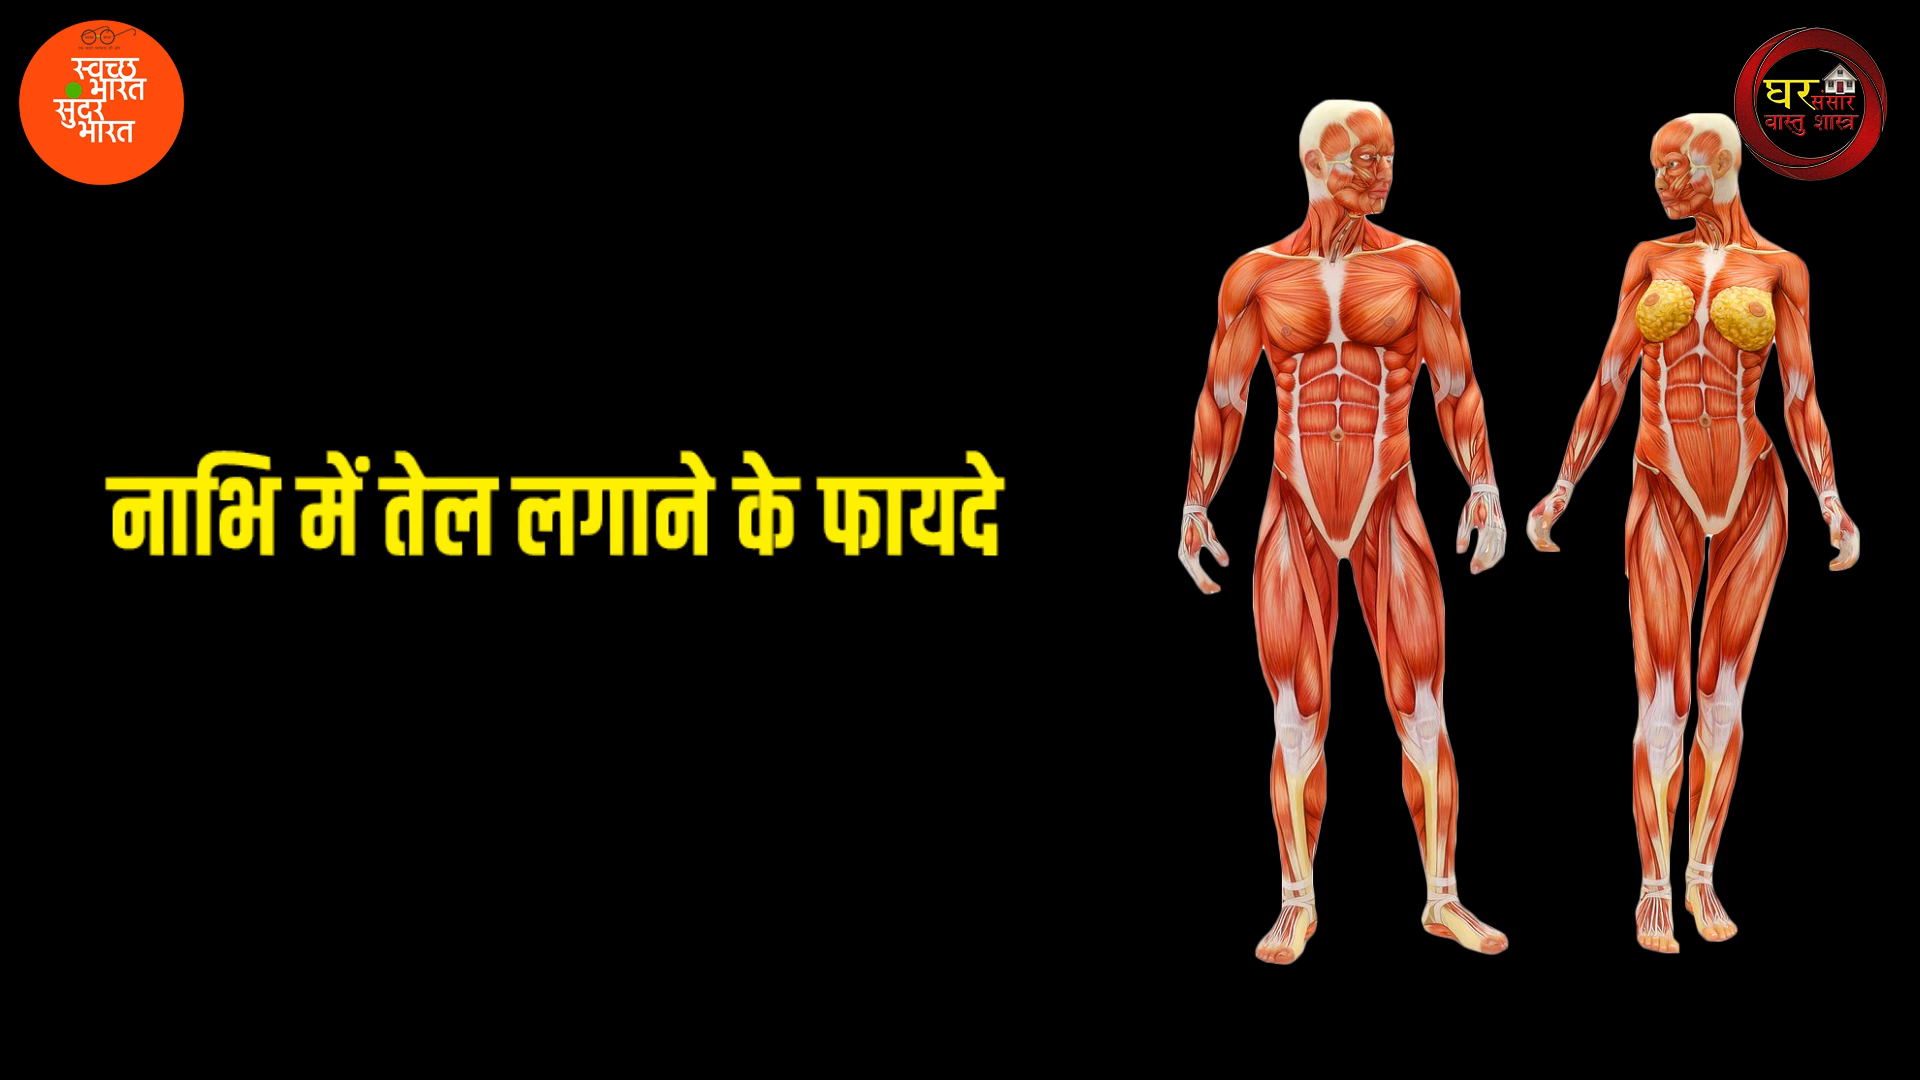 स्वच्छ
भारत
सुंदर
भारत
घर
संसार
वास्तु शास्त्र
नाभि में तेल लगाने के फायदे